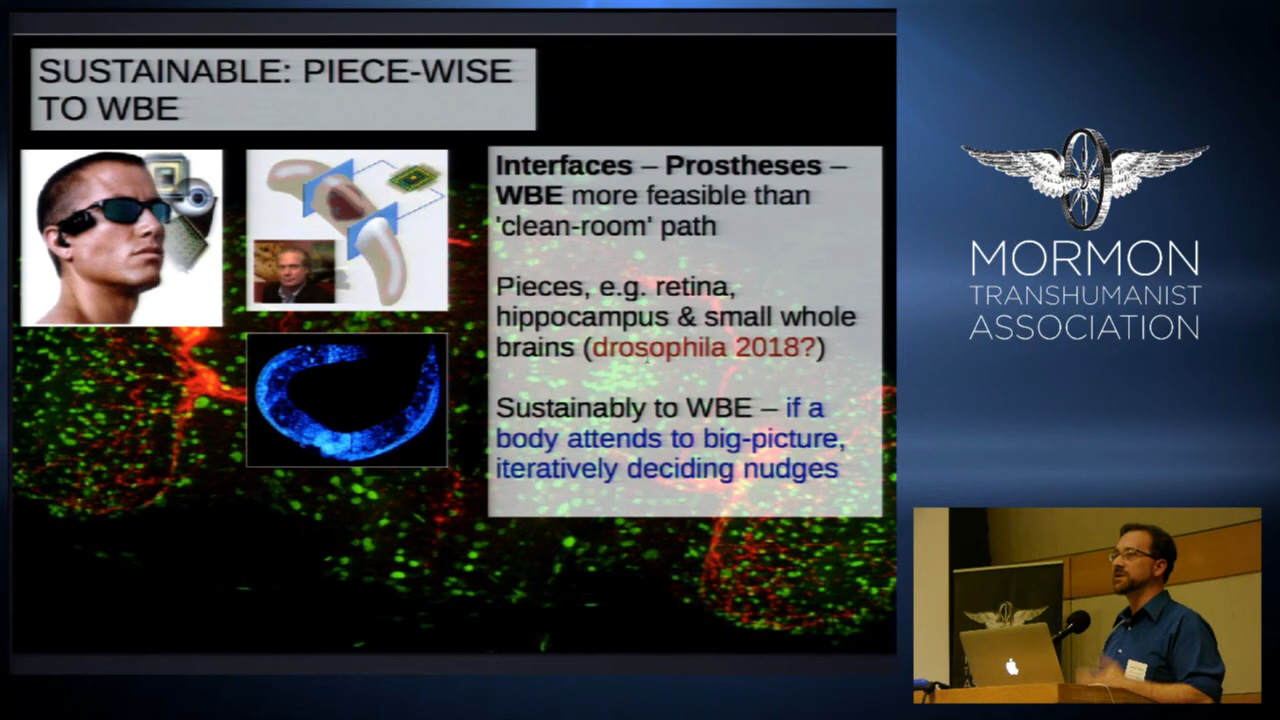 SUSTAINABLE: PIECE-WISE
TO WBE
Interfaces – Prostheses –
WBE more feasible than
'clean-room' path
Pieces, e.g. retina,
hippocampus & small whole
brains (drosophila 2018?)
Sustainably to WBE – if a
body attends to big-picture,
iteratively deciding nudges
MORMON
TRANSHUMANIST
ASSOCIATION